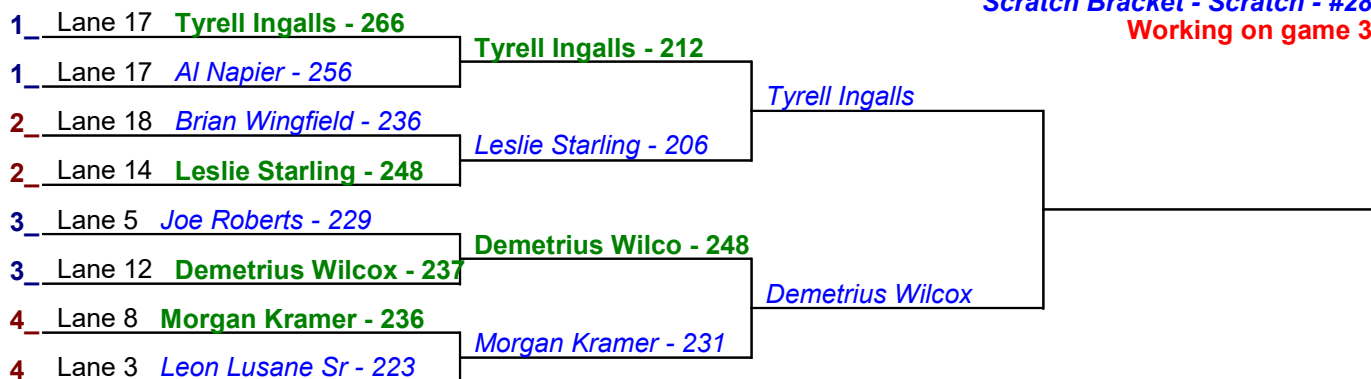 Scratch Bracket - Scratch - #28
Working on game 3
1_ Lane 17 Tyrell Ingalls - 266
Tyrell Ingalls - 212
1_ Lane 17 Al Napier - 256
Tyrell Ingalls
2_ Lane 18 Brian Wingfield - 236
Leslie Starling - 206
2_ Lane 14 Leslie Starling - 248
3_ Lane 5 Joe Roberts - 229
Demetrius Wilco - 248
3_ Lane 12 Demetrius Wilcox - 237
Demetrius Wilcox
4_ Lane 8 Morgan Kramer - 236
Morgan Kramer - 231
4 Lane 3 Leon Lusane Sr - 223